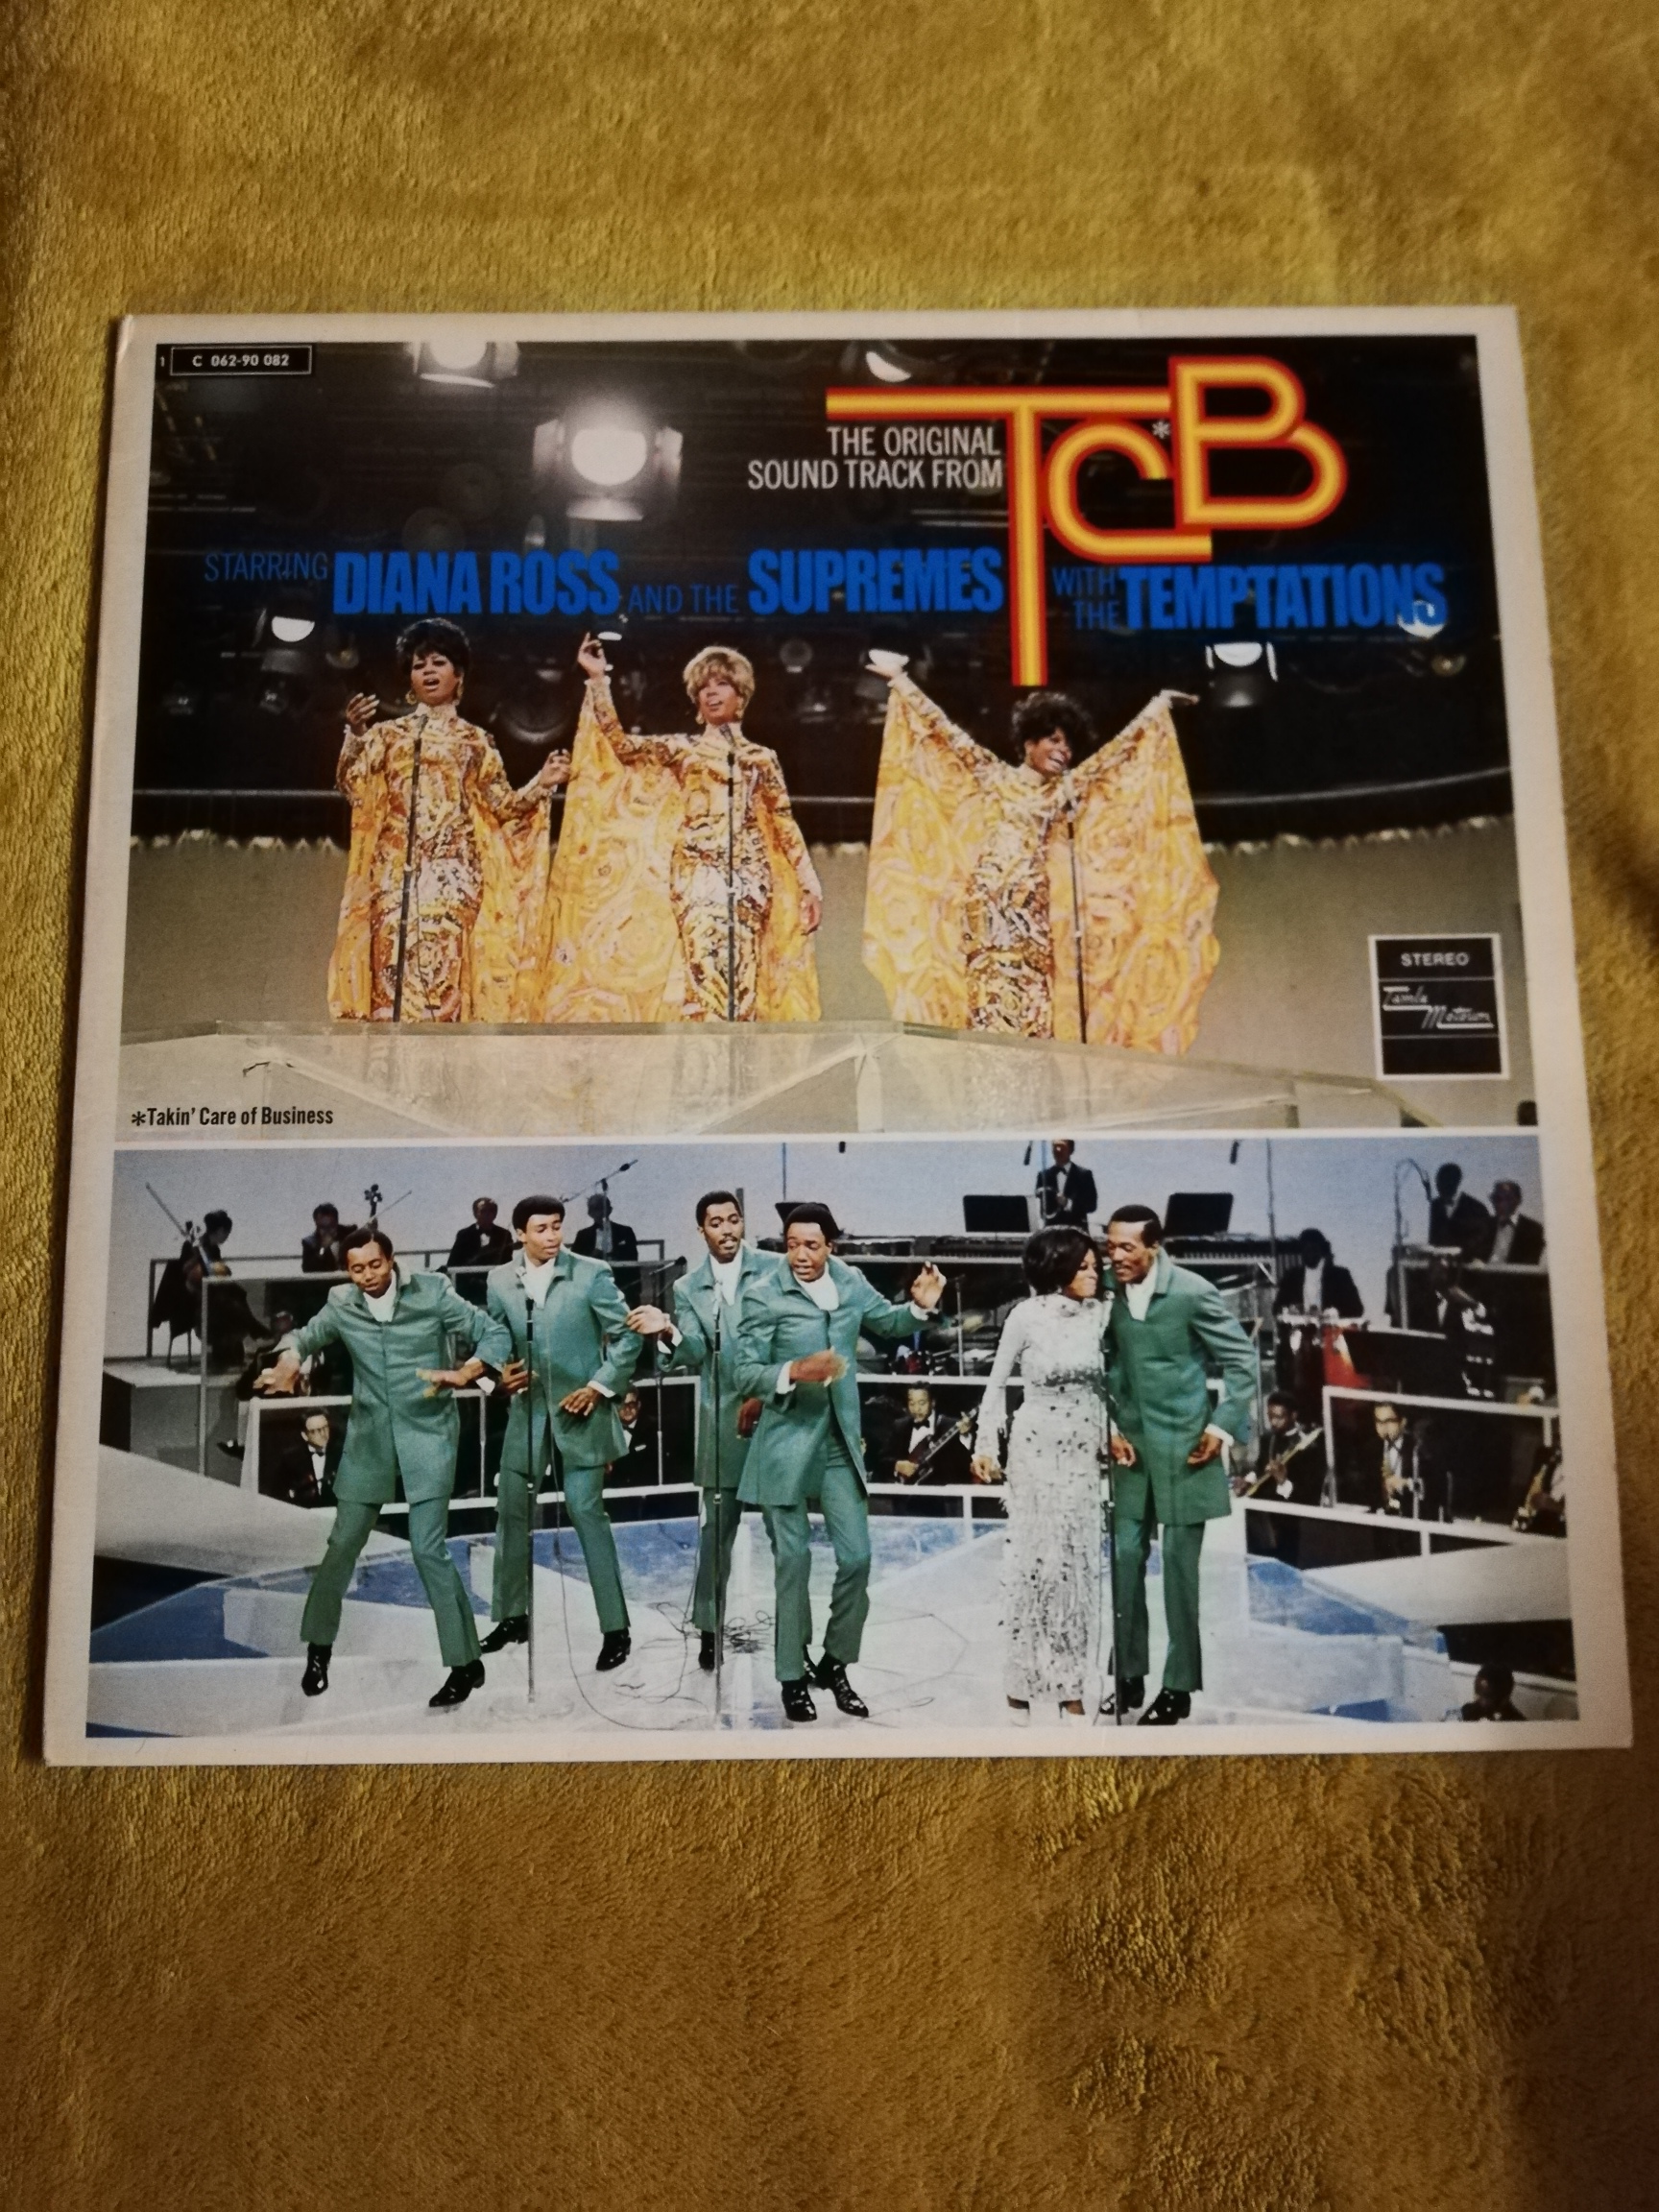 1 C 062-90 082
TCB
*
THE ORIGINAL
SOUND TRACK FROM
STARRING DIANA ROSS AND THE SUPREMES WITH THE TEMPTATIONS
STEREO
Tamla
Motown
*Takin' Care of Business